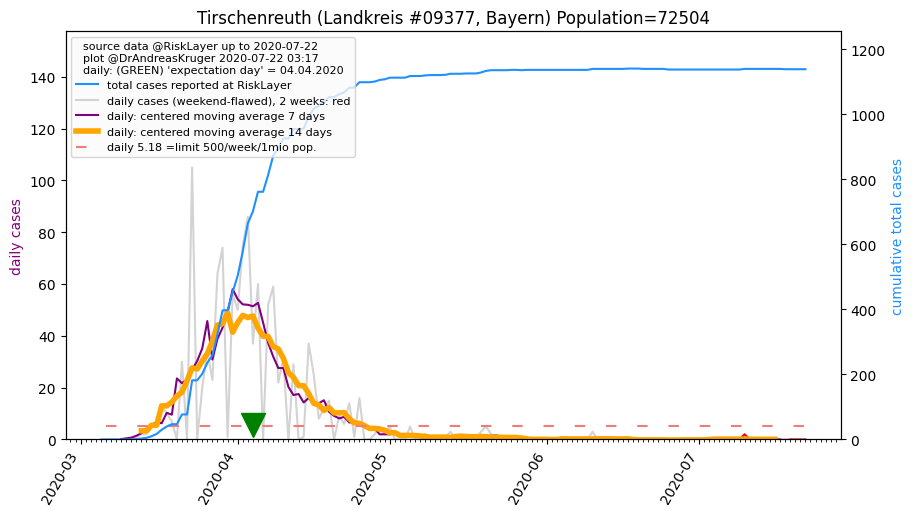 Tirschenreuth (Landkreis #09377, Bayern) Population=72504
source data @RiskLayer up to 2020-07-22
plot @DrAndreasKruger 2020-07-22 03:17
daily: (GREEN) 'expectation day' = 04.04.2020
total cases reported at RiskLayer
daily cases (weekend-flawed), 2 weeks: red
daily: centered moving average 7 days
daily: centered moving average 14 days
daily 5.18 =limit 500/week/1mio pop.
daily cases
140
120
100
80
60
40
20
0
cumulative total cases
1200
1000
800
600
400
200
0
2020-03
2020-04
2020-05
2020-06
2020-07